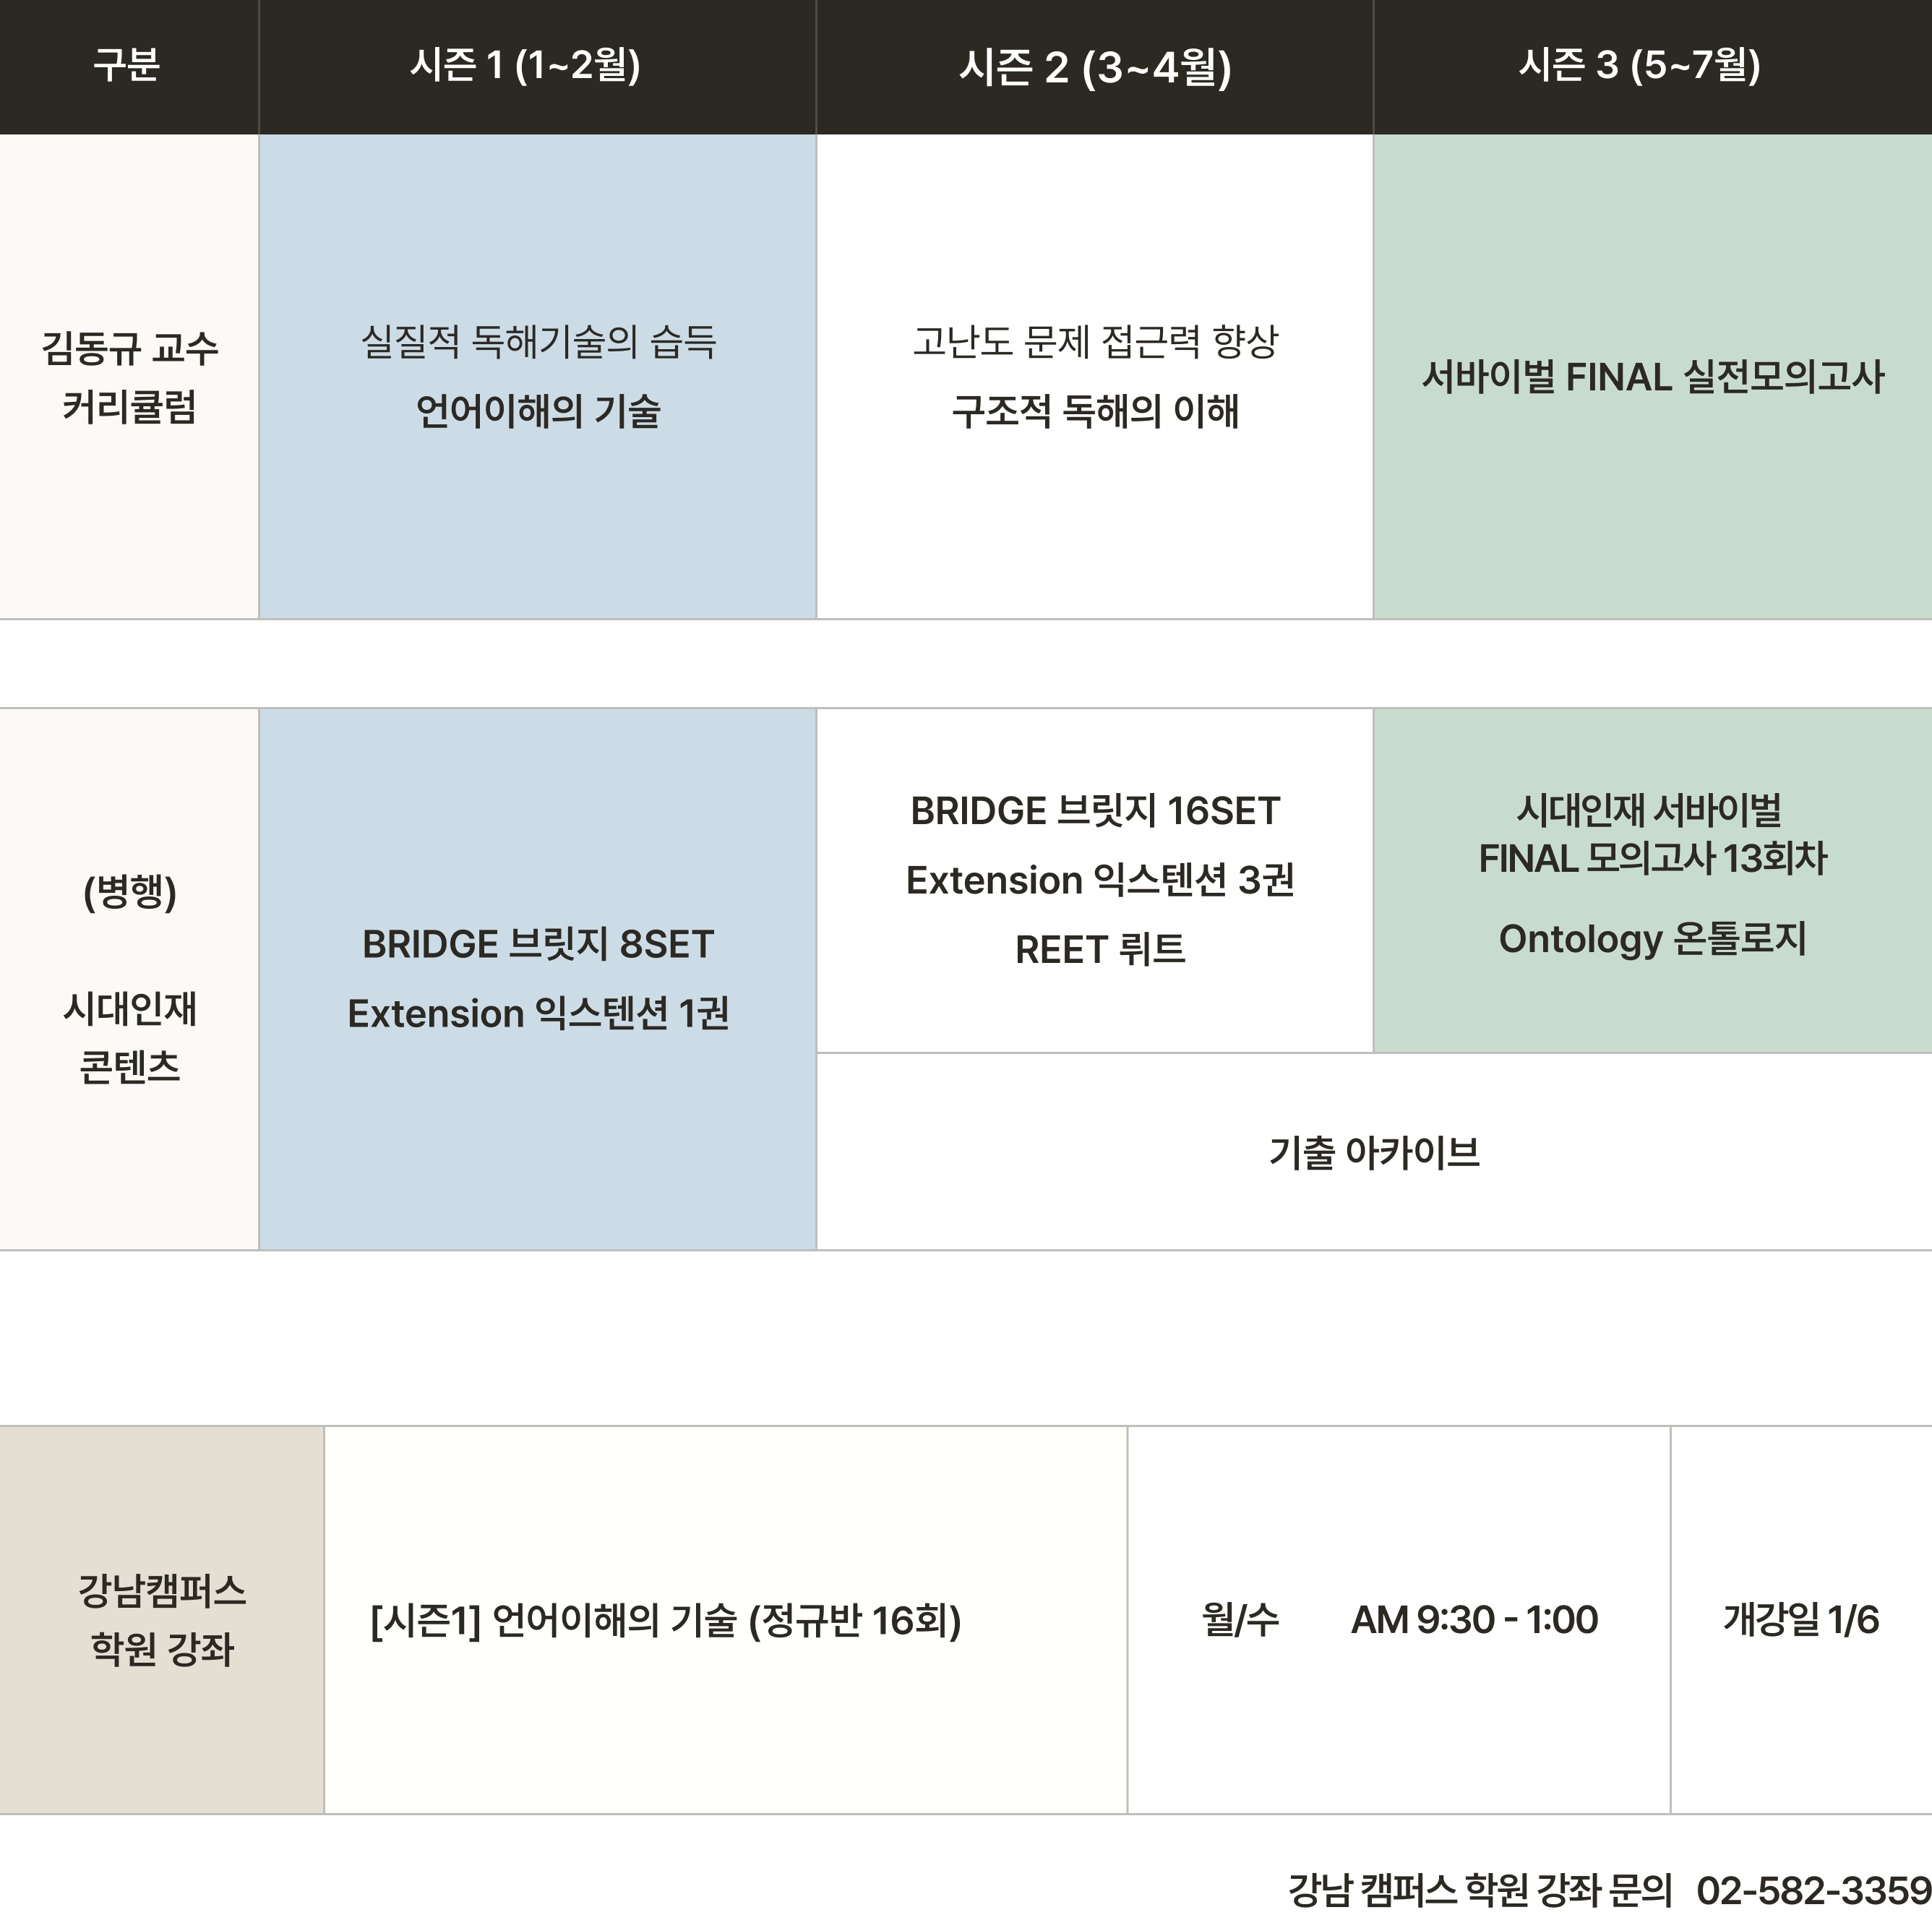 구분
시즌 1 (1~2월)
시즌 2 (3~4월)
시즌 3 (5~7월)
김동규 교수
커리큘럼
실질적 독해기술의 습득
언어이해의 기술
고난도 문제 접근력 향상
구조적 독해의 이해
서바이벌 FINAL 실전모의고사
(병행)
시대인재
콘텐츠
BRIDGE 브릿지 8SET
Extension 익스텐션 1권
BRIDGE 브릿지 16SET
Extension 익스텐션 3권
REET 뤼트
시대인재 서바이벌
FINAL 모의고사 13회차
Ontology 온톨로지
기출 아카이브
강남캠퍼스
학원 강좌
[시즌1] 언어이해의 기술 (정규반 16회)
월/수 AM 9:30 - 1:00
개강일 1/6
강남 캠퍼스 학원 강좌 문의 02-582-3359